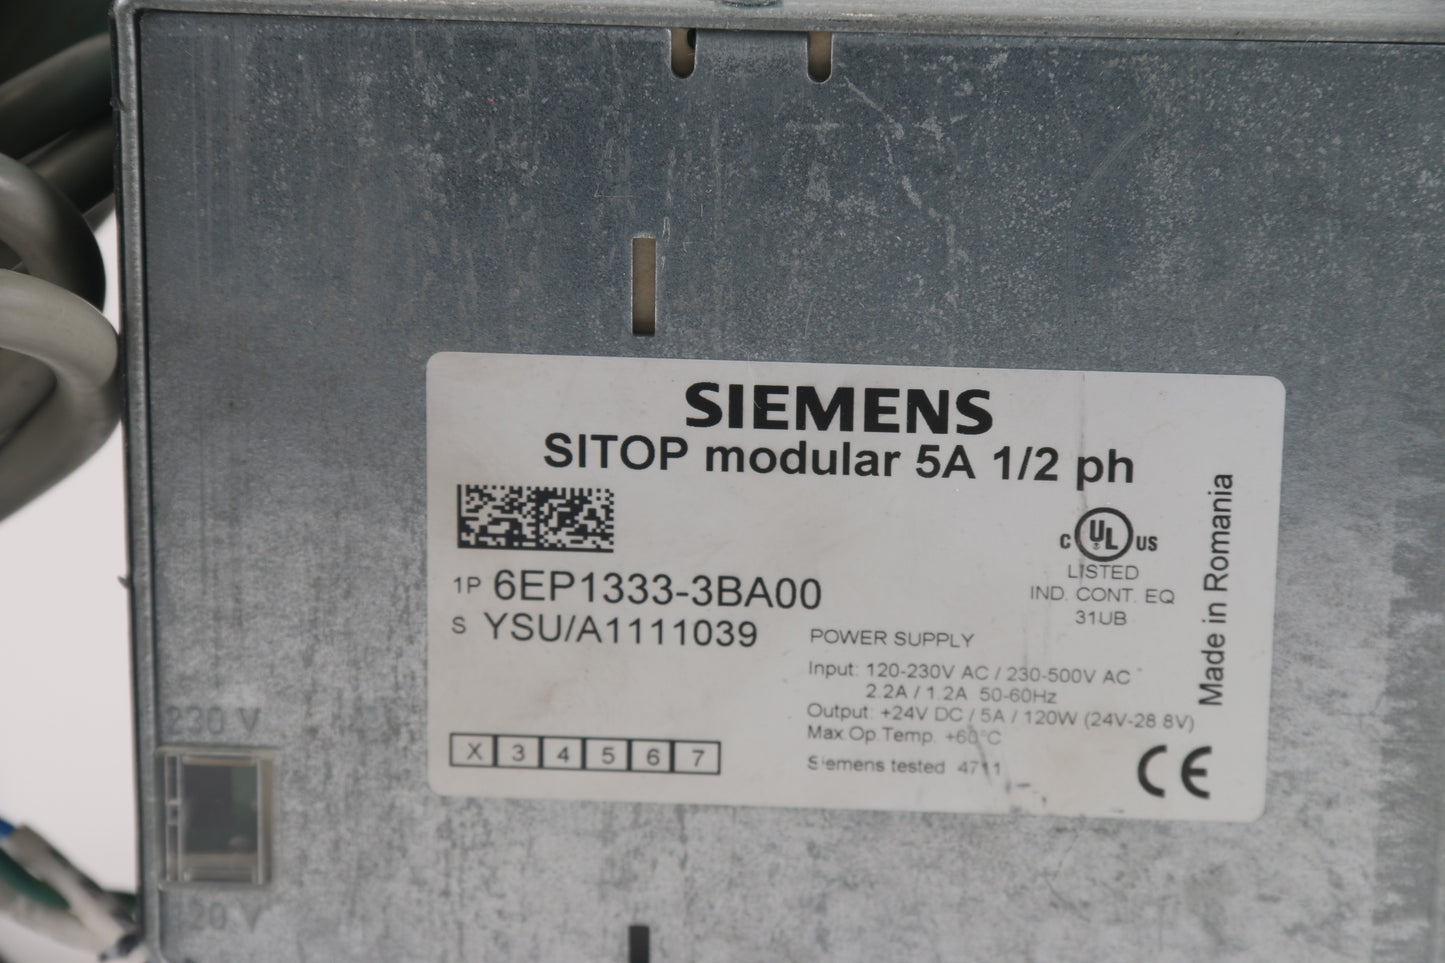 SIEMENS
SITOP modular 5A 1/2 ph
1P 6EP1333-3BA00
S YSU/A1111039
C UL US
LISTED
IND. CONT. EQ
31UB
Made in Romania
POWER SUPPLY
Input: 120-230V AC / 230-500V AC
2.2A / 1.2A 50-60Hz
Output: +24V DC / 5A / 120W (24V-28.8V)
Max.Op.Temp. +60°C
Siemens tested 4711
X 3 4 5 6 7
CE
230 V
120 V